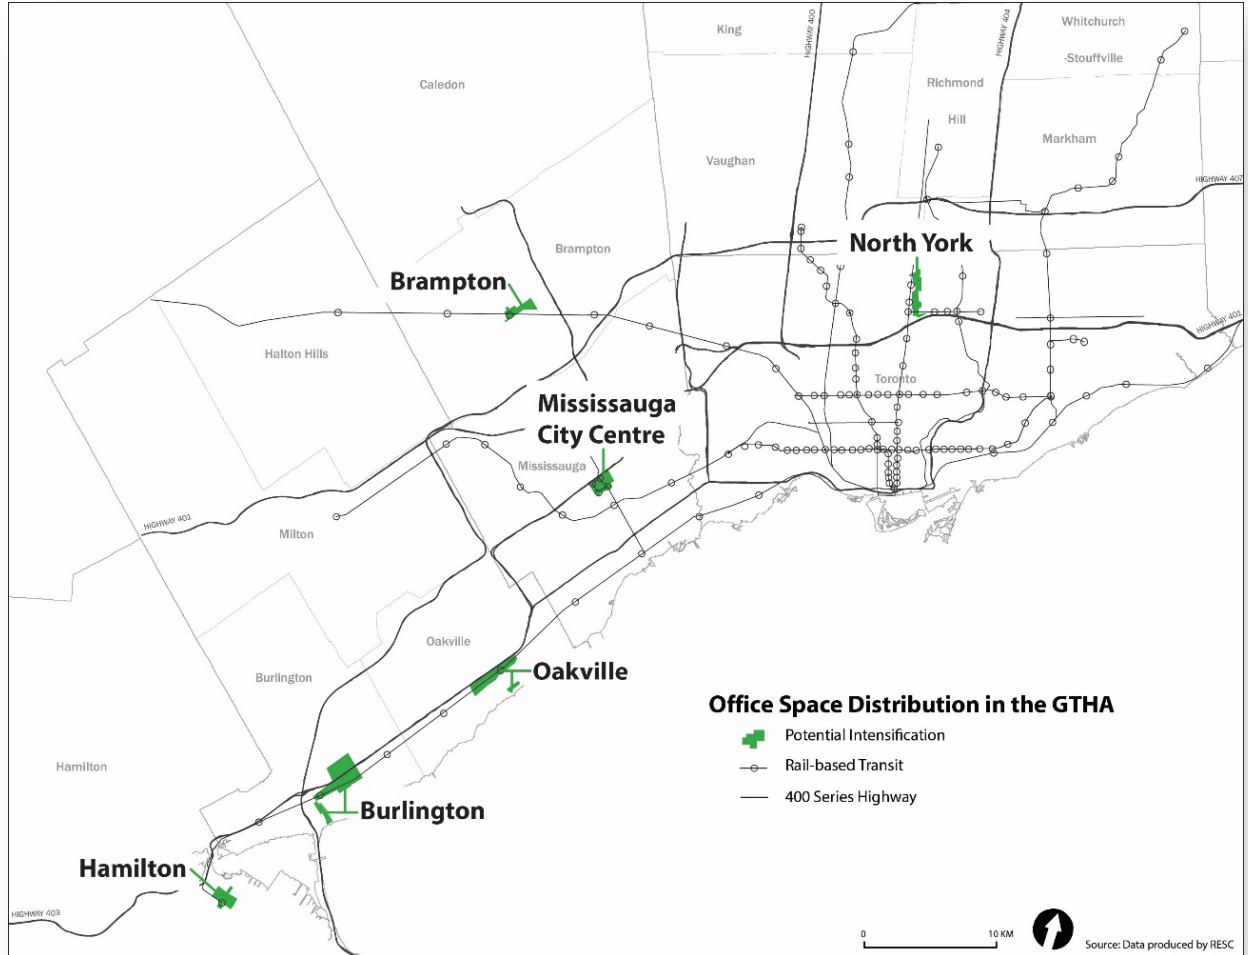 King
HIGHWAY 400
HIGHWAY 404
Whitchurch
-Stouffville
Caledon
Richmond
Hill
Markham
Vaughan
HIGHWAY 407
North York
Brampton
Brampton
HIGHWAY 401
Halton Hills
Toronto
Mississauga
City Centre
Mississauga
HIGHWAY 401
Milton
Oakville
Oakville
Burlington
Office Space Distribution in the GTHA
Potential Intensification
Rail-based Transit
400 Series Highway
Hamilton
Burlington
Hamilton
HIGHWAY 403
0 10 KM
Source: Data produced by RESC